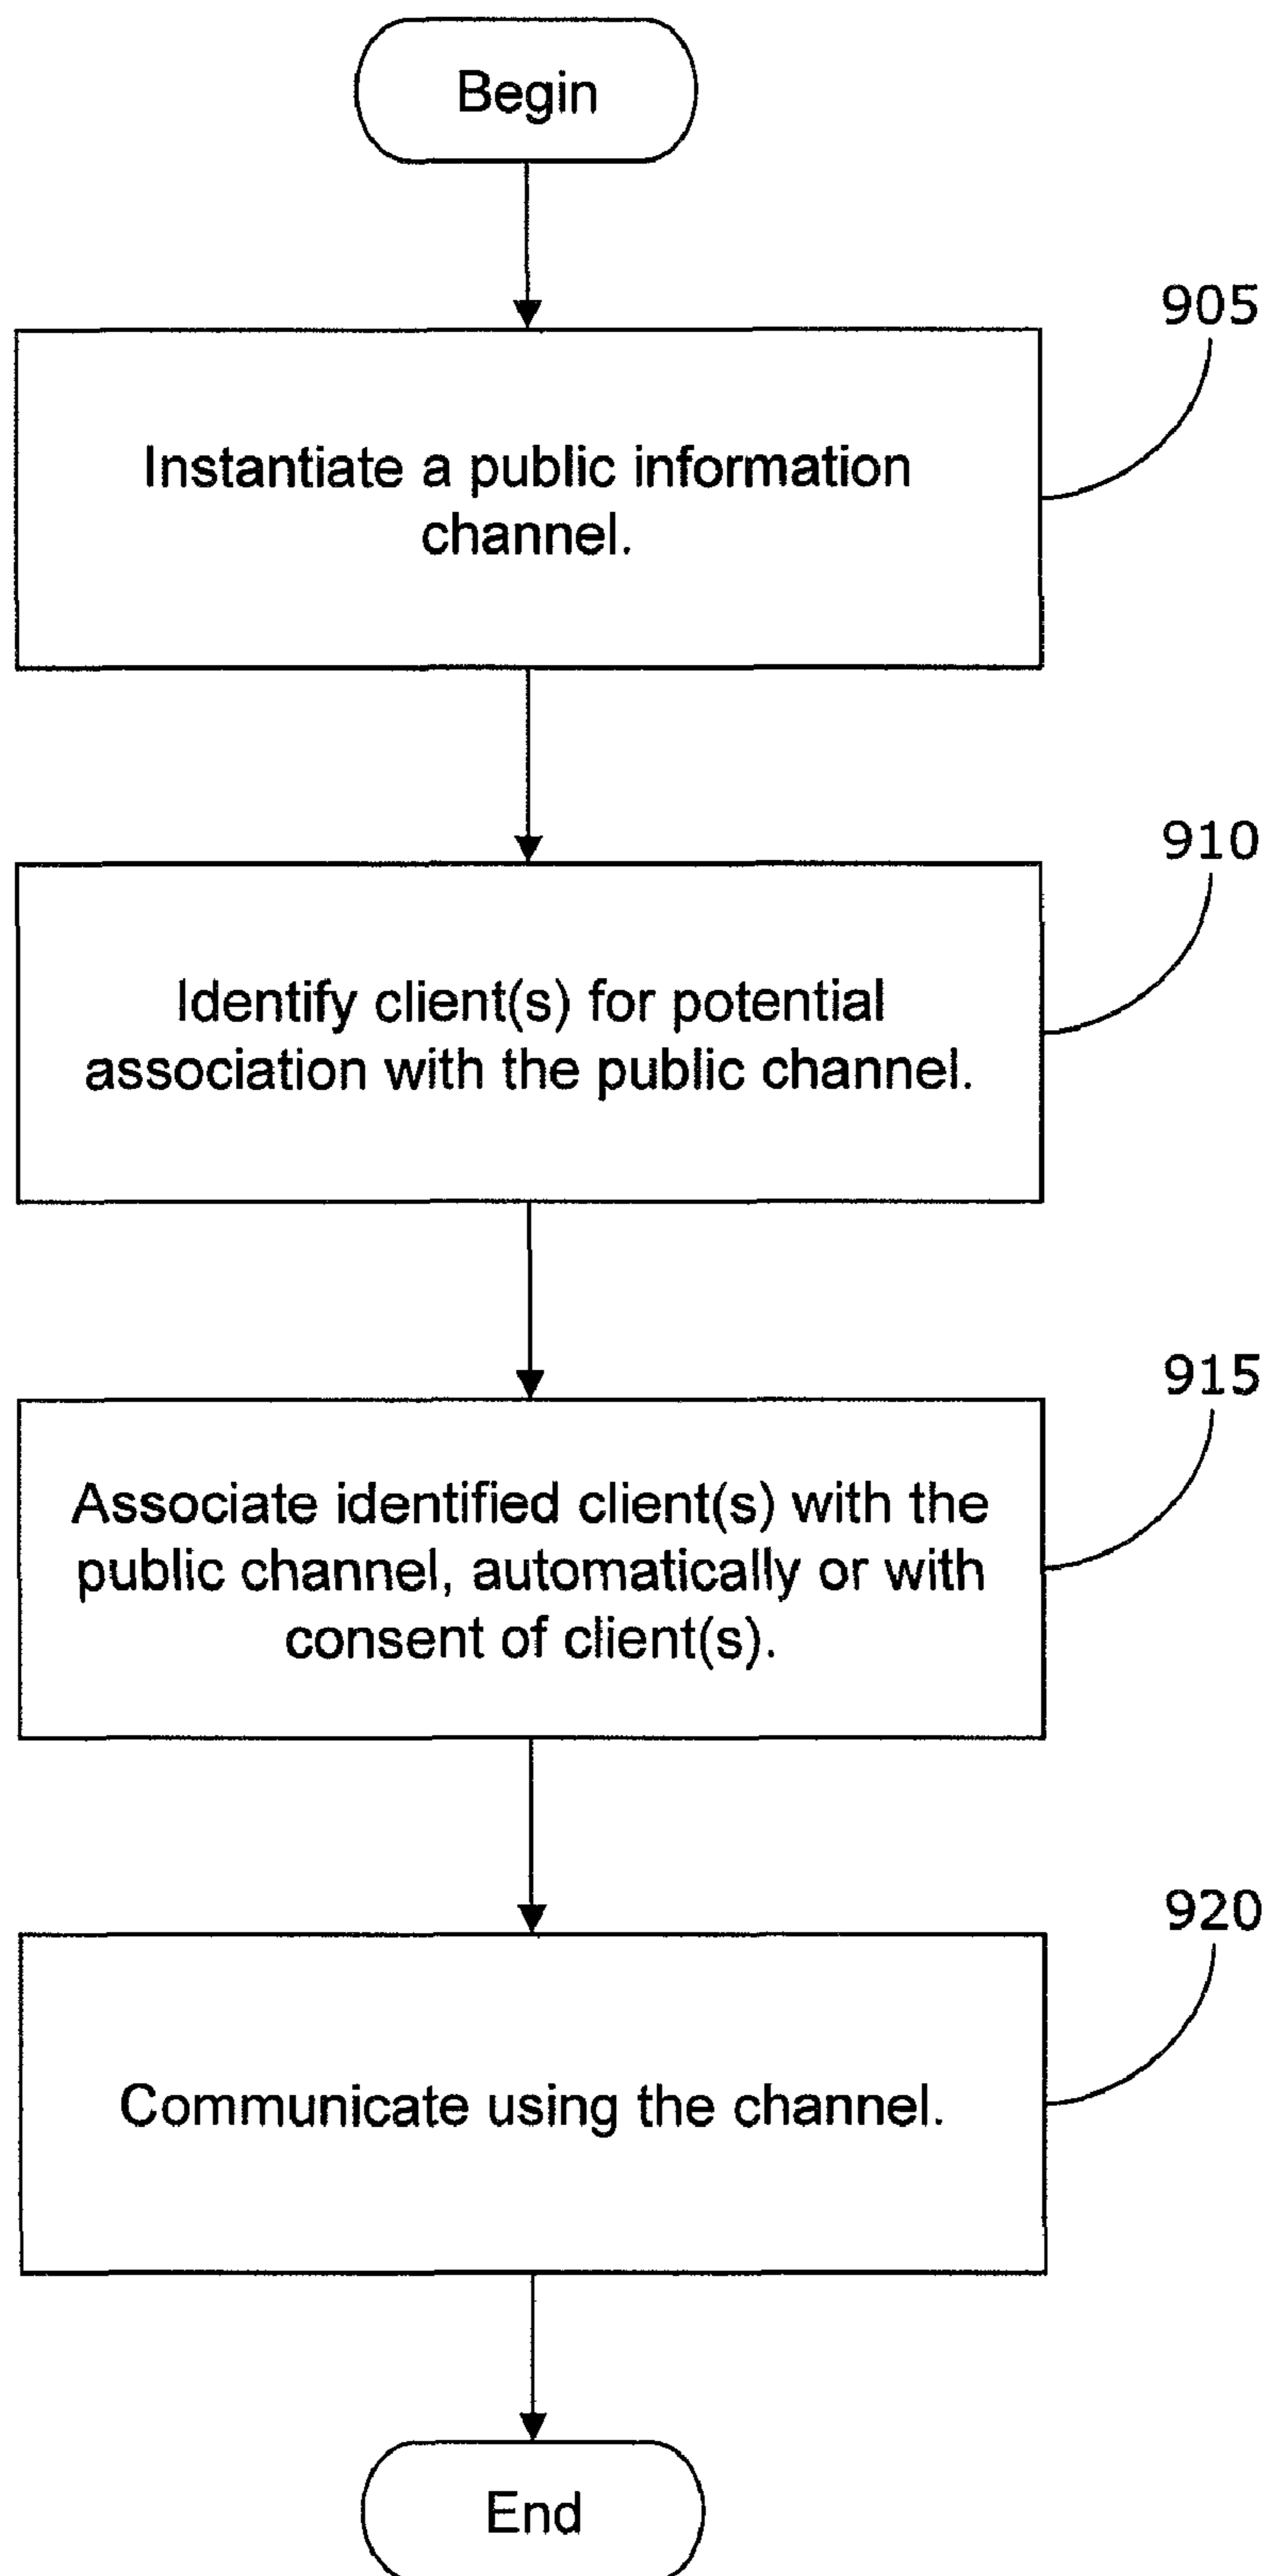 Begin
905
Instantiate a public information
channel.
910
Identify client(s) for potential
association with the public channel.
915
Associate identified client(s) with the
public channel, automatically or with
consent of client(s).
920
Communicate using the channel.
End